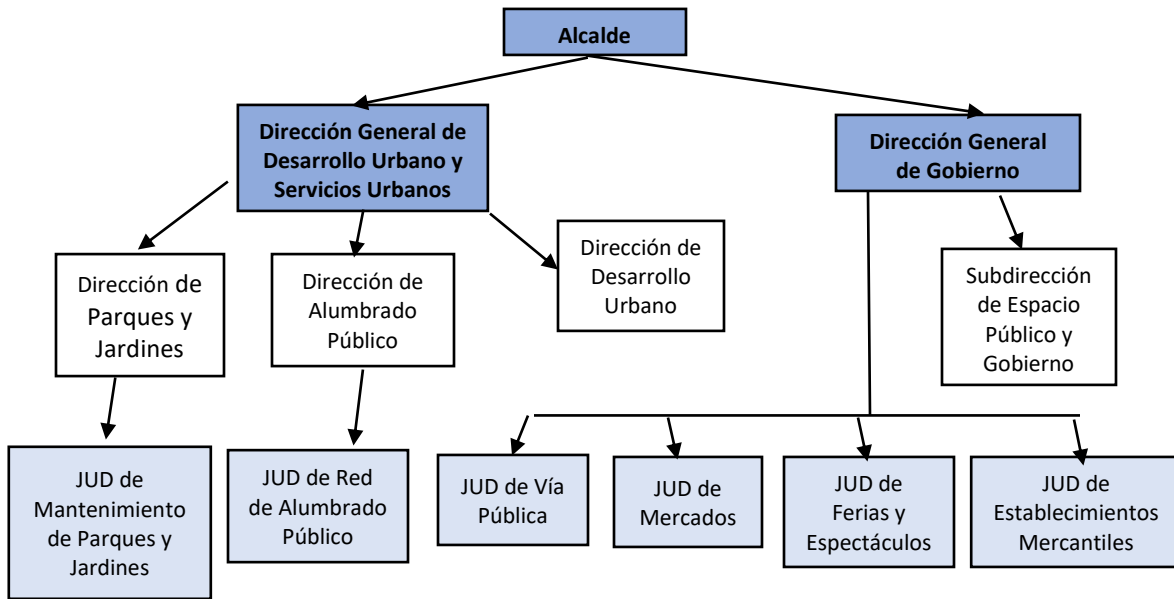 Alcalde
Dirección General de
Desarrollo Urbano y
Servicios Urbanos
Dirección General
de Gobierno
Dirección de
Parques y
Jardines
Dirección de
Alumbrado
Público
Dirección de
Desarrollo
Urbano
Subdirección
de Espacio
Público y
Gobierno
JUD de
Mantenimiento
de Parques y
Jardines
JUD de Red
de Alumbrado
Público
JUD de Vía
Pública
JUD de
Mercados
JUD de
Ferias y
Espectáculos
JUD de
Establecimientos
Mercantiles